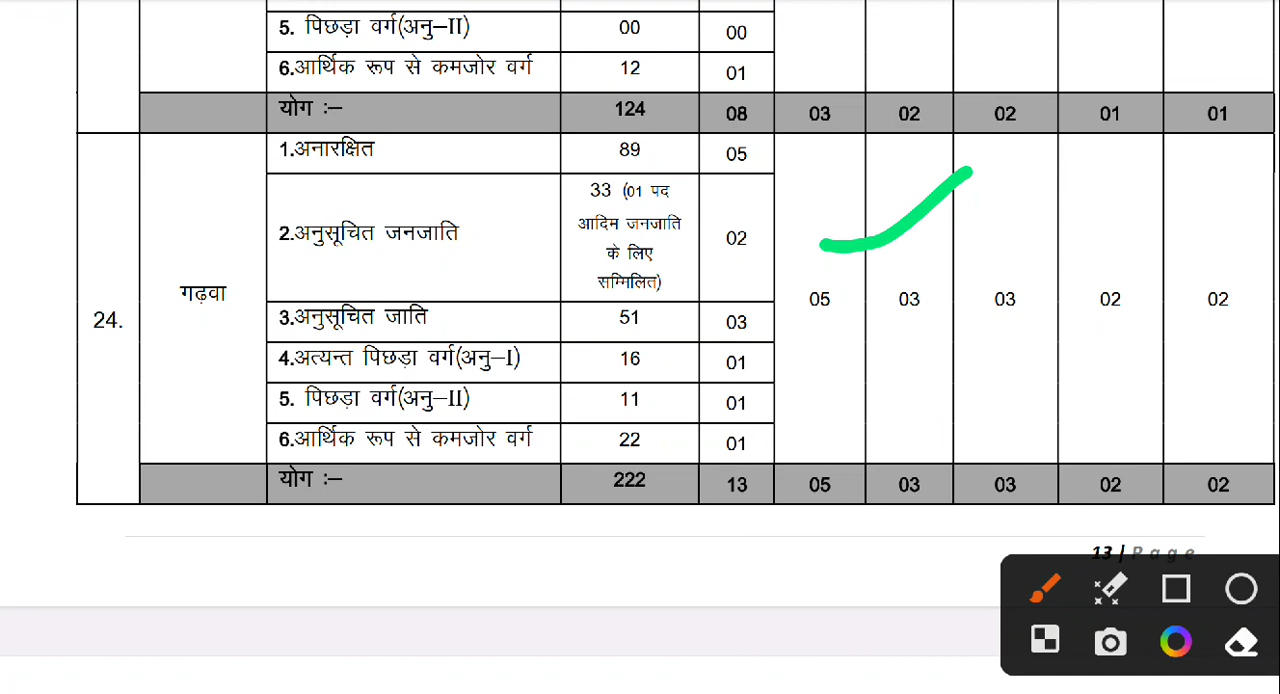 5. पिछड़ा वर्ग(अनु–II) 00 00
6.आर्थिक रूप से कमजोर वर्ग 12 01
योग :– 124 08 03 02 02 01 01
24. गढ़वा 1.अनारक्षित 89 05
2.अनुसूचित जनजाति 33 (01 पद
आदिम जनजाति
के लिए
सम्मिलित) 02
05 03 03 02 02
3.अनुसूचित जाति 51 03
4.अत्यन्त पिछड़ा वर्ग(अनु–I) 16 01
5. पिछड़ा वर्ग(अनु–II) 11 01
6.आर्थिक रूप से कमजोर वर्ग 22 01
योग :– 222 13 05 03 03 02 02
13 | Page